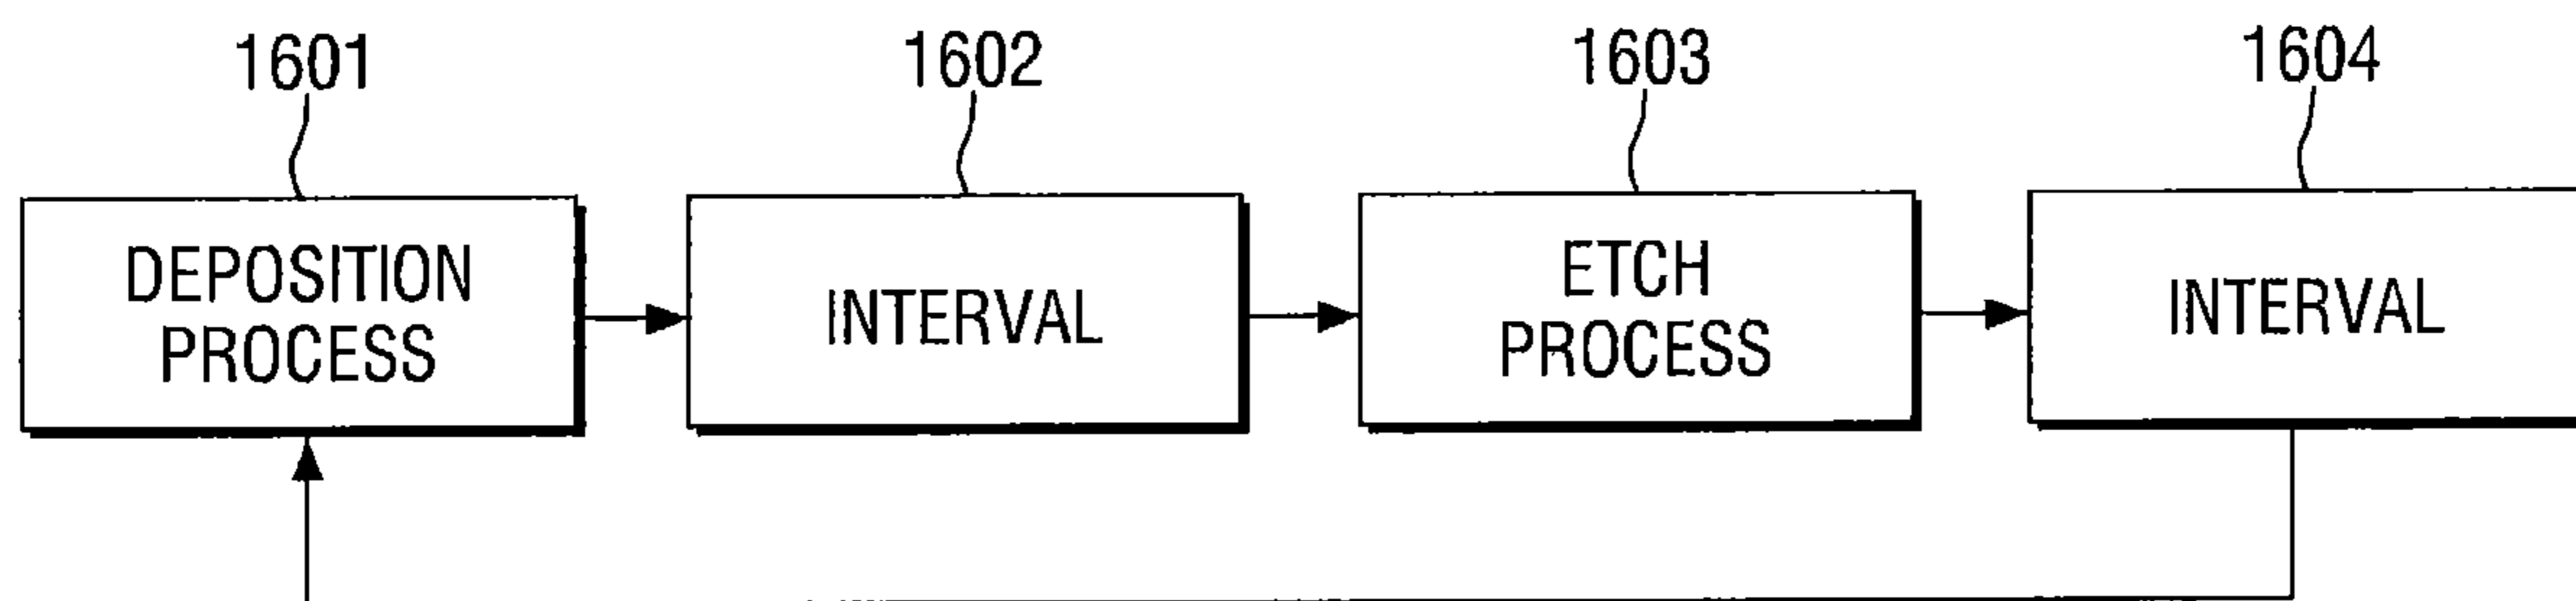 1601
1602
1603
1604
DEPOSITION
PROCESS
INTERVAL
ETCH
PROCESS
INTERVAL